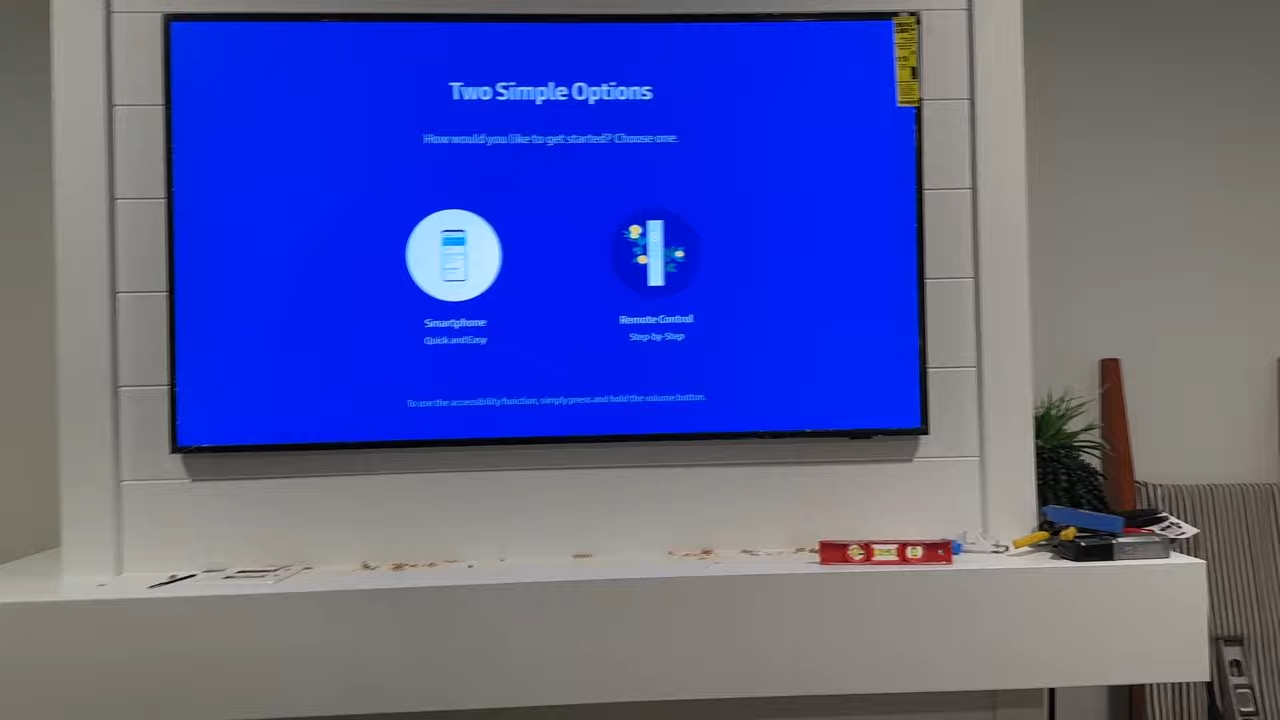 Two Simple Options
How would you like to get started? Choose one.
Smartphone
Quick and Easy
Remote Control
Step-by-Step
To use the accessibility function, simply press and hold the volume button.